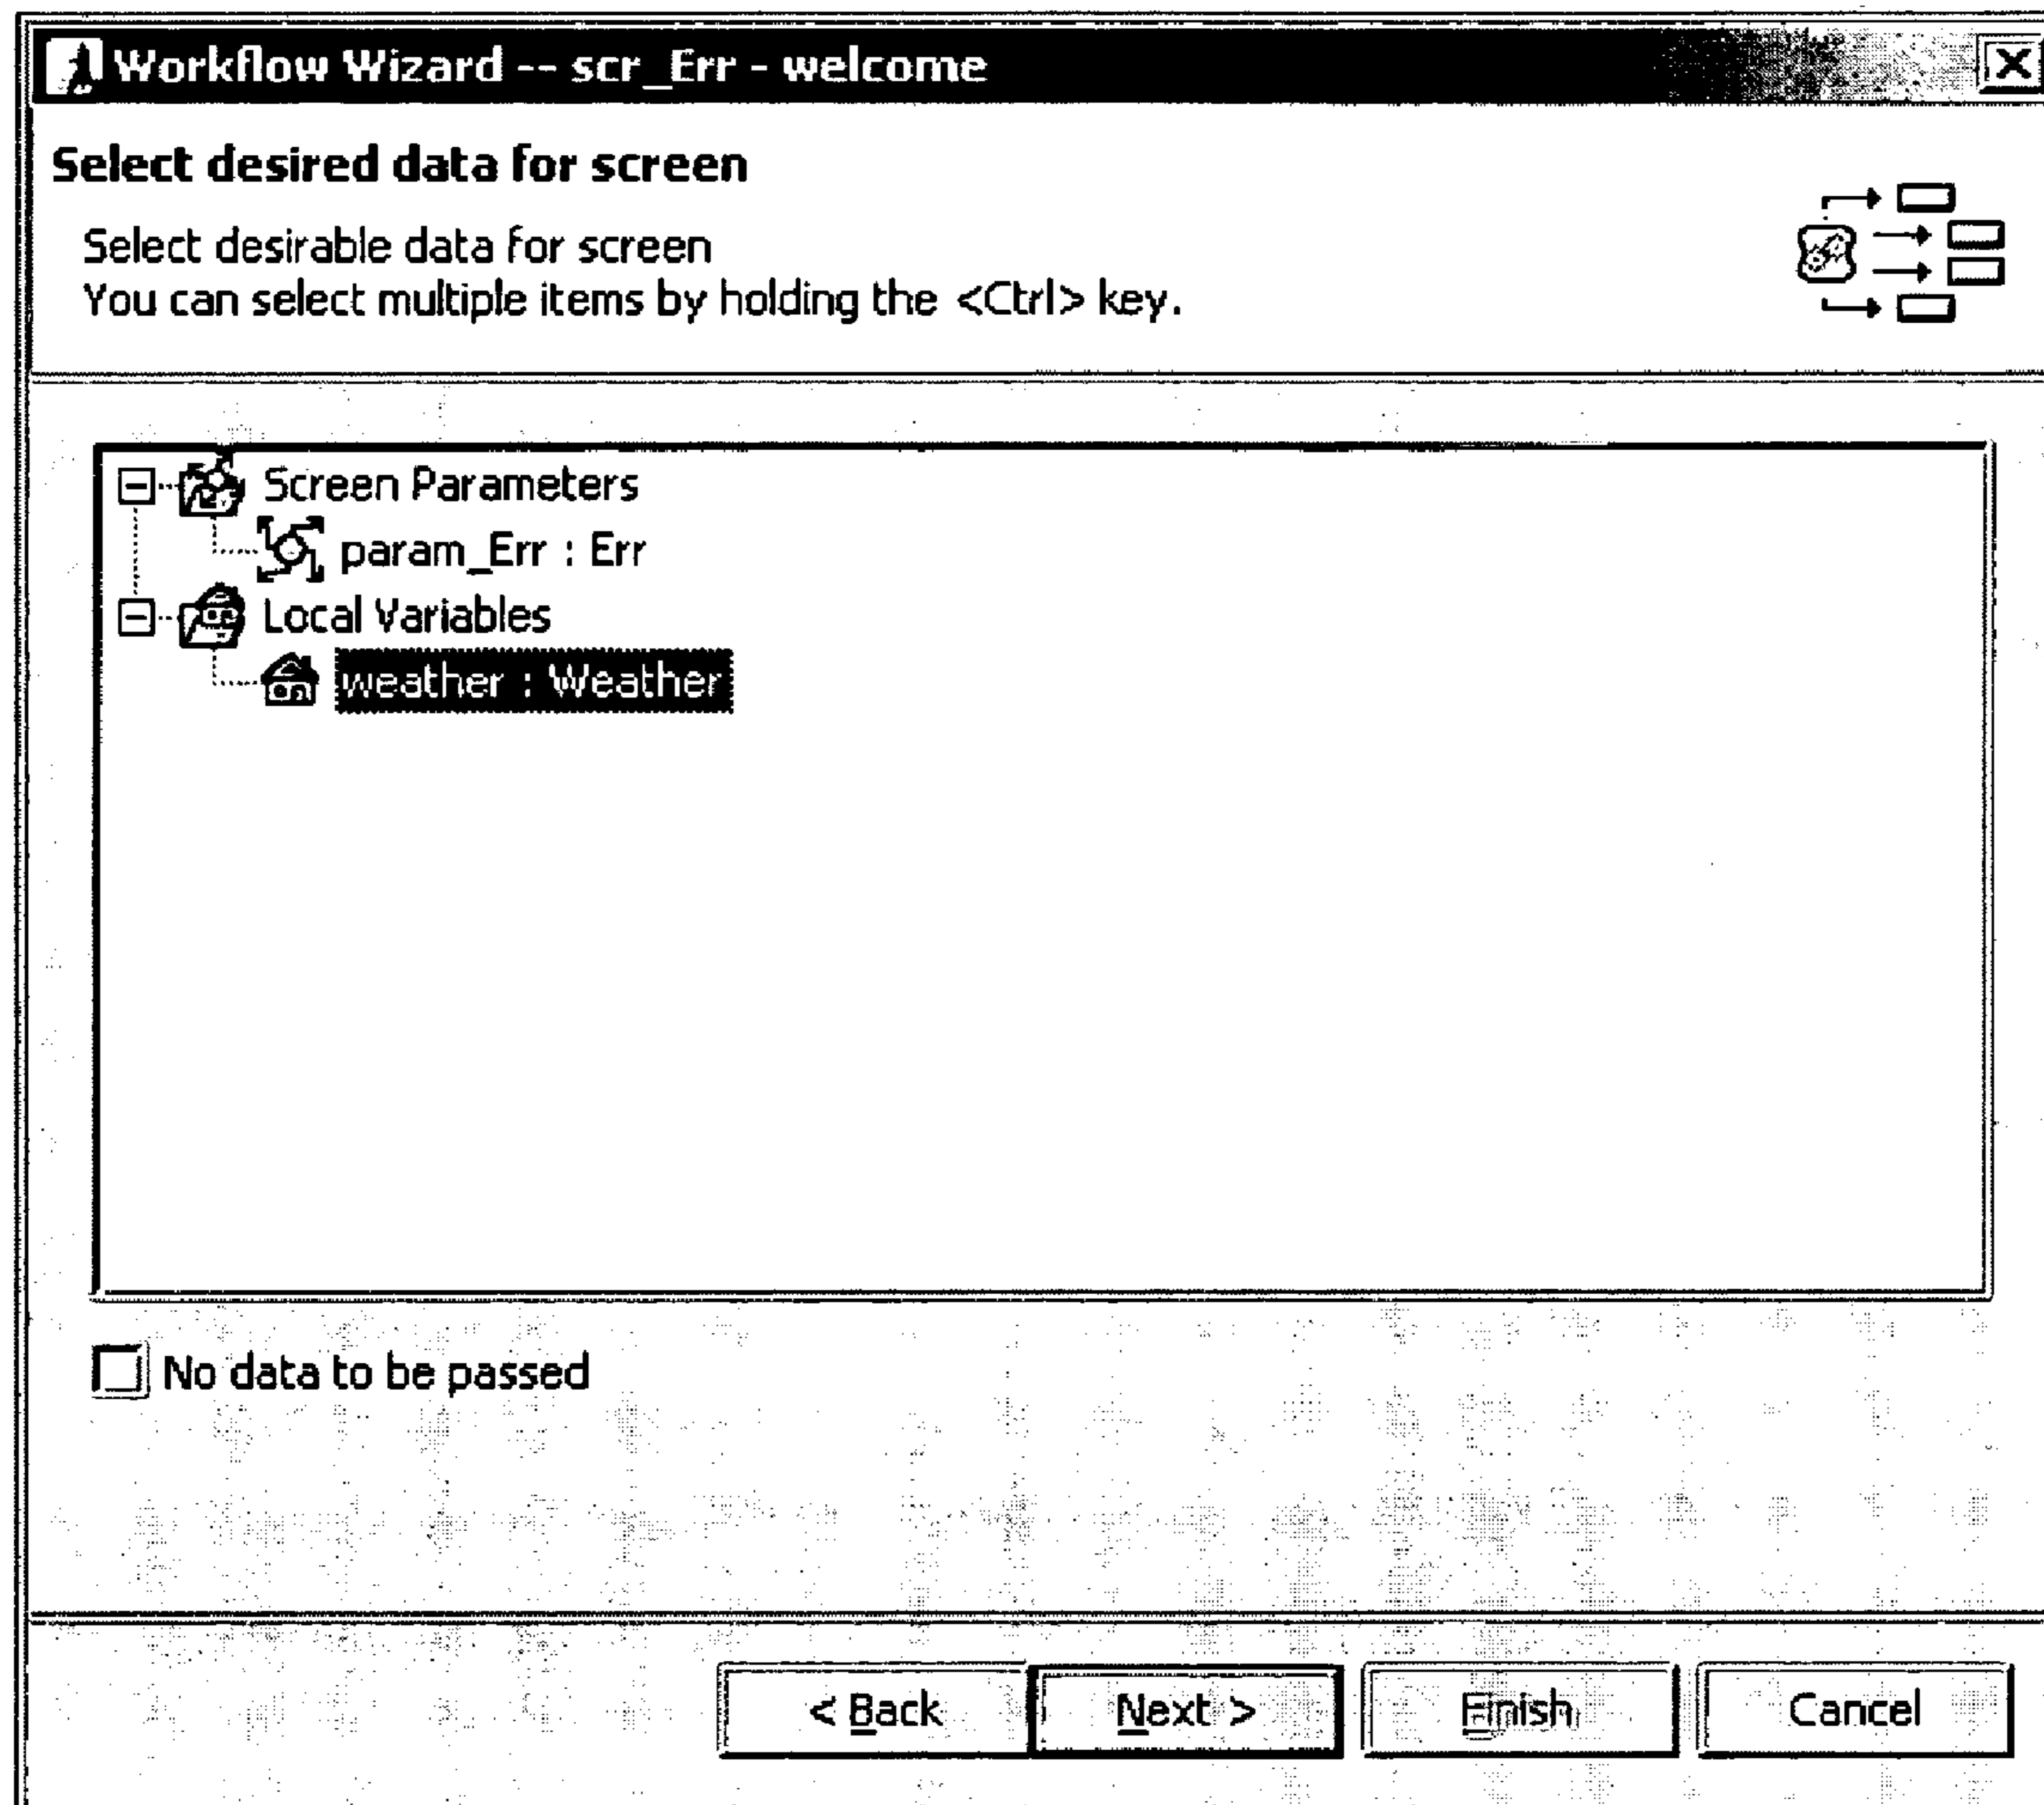 Workflow Wizard -- scr_Err - welcome
Select desired data for screen
Select desirable data for screen
You can select multiple items by holding the <Ctrl> key.
Screen Parameters
param_Err : Err
Local Variables
weather : Weather
No data to be passed
< Back Next > Finish Cancel